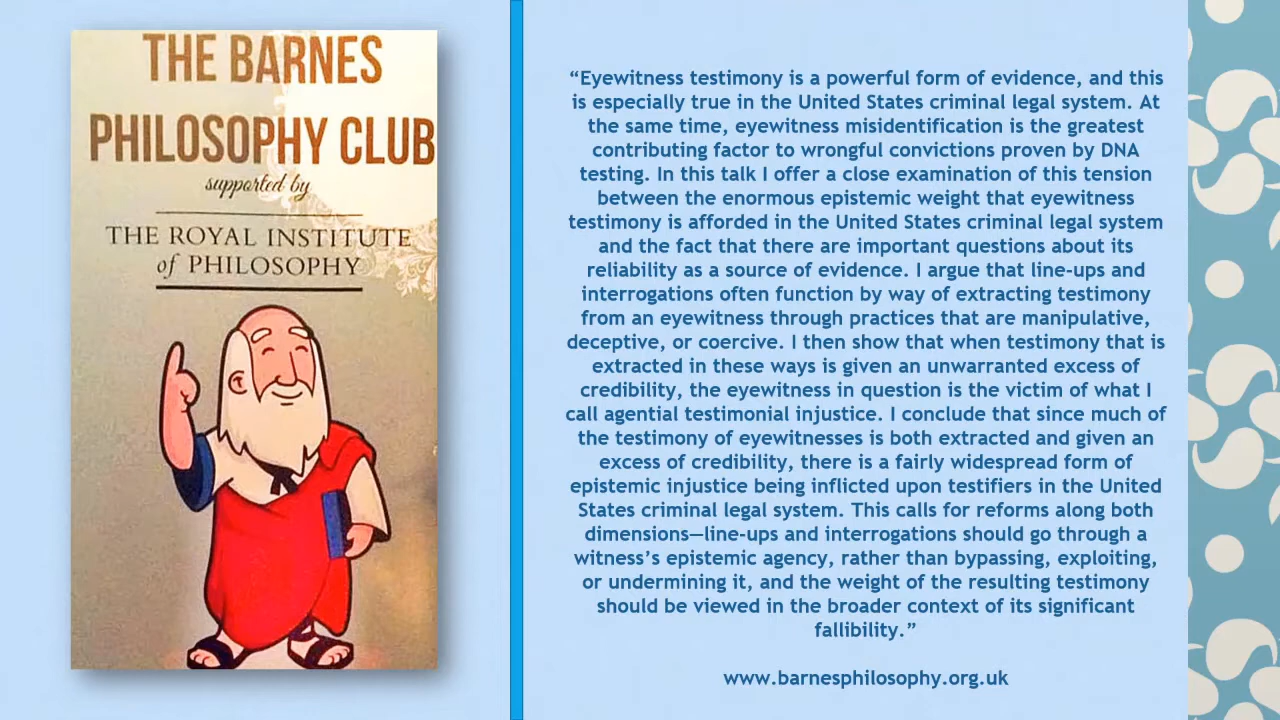 THE BARNES
PHILOSOPHY CLUB
supported by
THE ROYAL INSTITUTE
of PHILOSOPHY
“Eyewitness testimony is a powerful form of evidence, and this
is especially true in the United States criminal legal system. At
the same time, eyewitness misidentification is the greatest
contributing factor to wrongful convictions proven by DNA
testing. In this talk I offer a close examination of this tension
between the enormous epistemic weight that eyewitness
testimony is afforded in the United States criminal legal system
and the fact that there are important questions about its
reliability as a source of evidence. I argue that line-ups and
interrogations often function by way of extracting testimony
from an eyewitness through practices that are manipulative,
deceptive, or coercive. I then show that when testimony that is
extracted in these ways is given an unwarranted excess of
credibility, the eyewitness in question is the victim of what I
call agential testimonial injustice. I conclude that since much of
the testimony of eyewitnesses is both extracted and given an
excess of credibility, there is a fairly widespread form of
epistemic injustice being inflicted upon testifiers in the United
States criminal legal system. This calls for reforms along both
dimensions—line-ups and interrogations should go through a
witness’s epistemic agency, rather than bypassing, exploiting,
or undermining it, and the weight of the resulting testimony
should be viewed in the broader context of its significant
fallibility.”
www.barnesphilosophy.org.uk